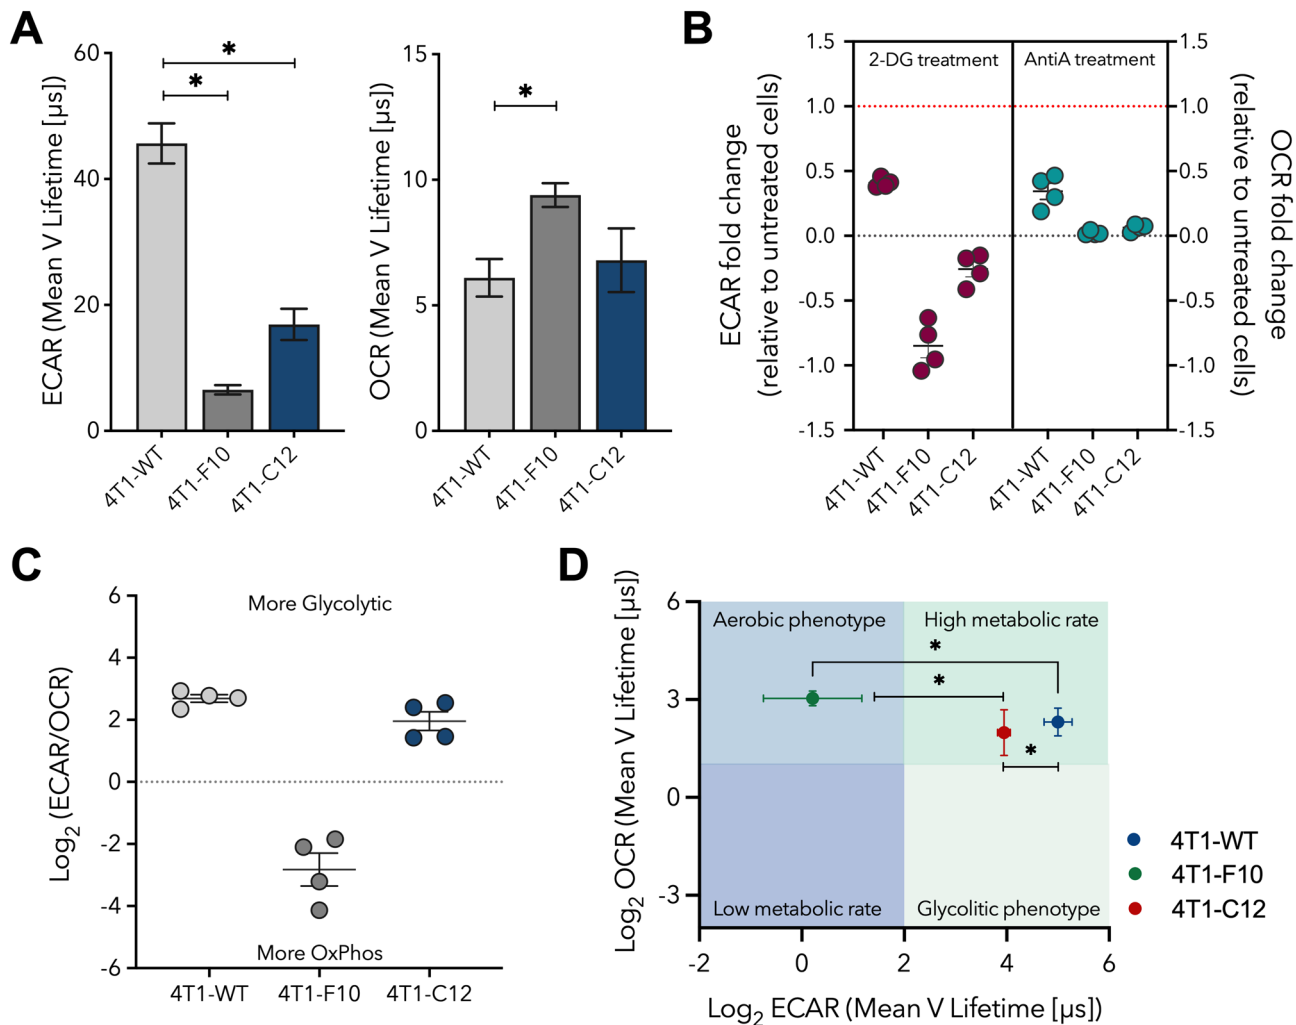 A
ECAR (Mean V Lifetime [µs])
60
40
20
0
*
*
4T1-WT
4T1-F10
4T1-C12
OCR (Mean V Lifetime [µs])
15
10
5
0
*
4T1-WT
4T1-F10
4T1-C12
B
ECAR fold change
(relative to untreated cells)
1.5
1.0
0.5
0.0
-0.5
-1.0
-1.5
2-DG treatment
AntiA treatment
1.5
1.0
0.5
0.0
-0.5
-1.0
-1.5
OCR fold change
(relative to untreated cells)
4T1-WT
4T1-F10
4T1-C12
4T1-WT
4T1-F10
4T1-C12
C
Log2 (ECAR/OCR)
6
4
2
0
-2
-4
-6
More Glycolytic
More OxPhos
4T1-WT
4T1-F10
4T1-C12
D
Log2 OCR (Mean V Lifetime [µs])
6
3
0
-3
Aerobic phenotype
High metabolic rate
*
*
*
Low metabolic rate
Glycolitic phenotype
-2
0
2
4
6
Log2 ECAR (Mean V Lifetime [µs])
4T1-WT
4T1-F10
4T1-C12